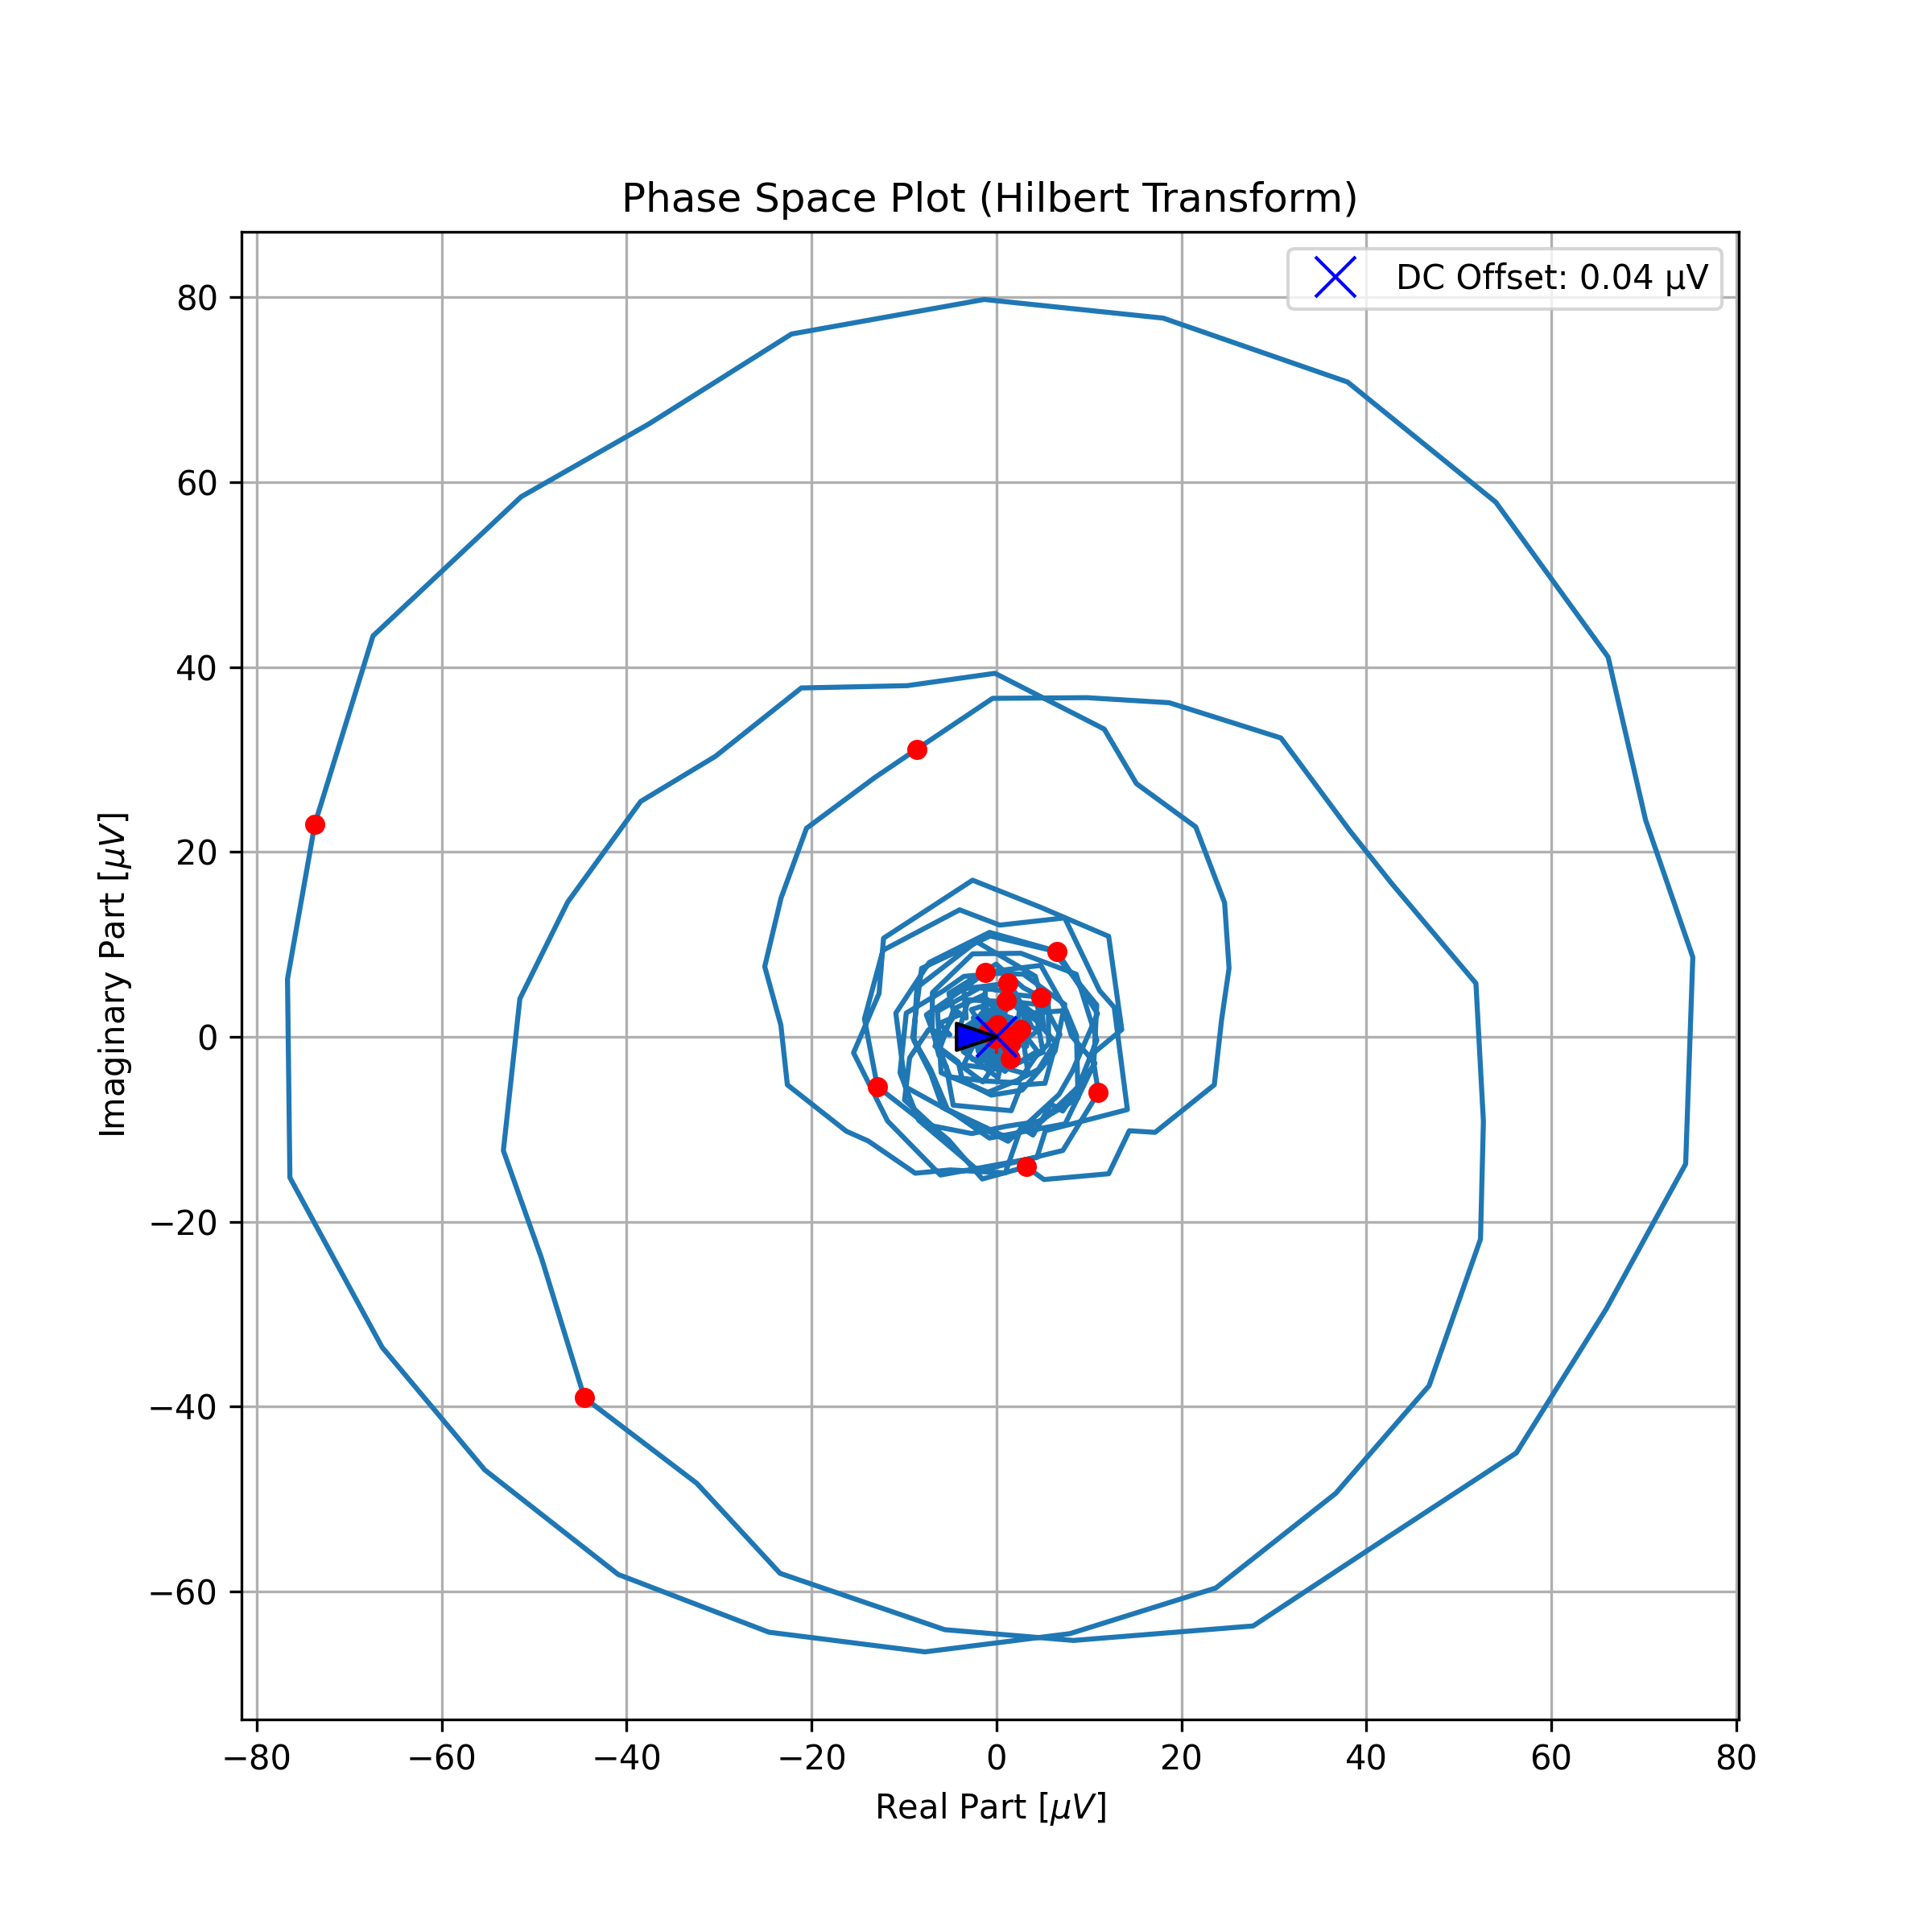 Phase Space Plot (Hilbert Transform)
DC Offset: 0.04 µV
80
60
40
20
0
−20
−40
−60
Imaginary Part [µV]
−80 −60 −40 −20 0 20 40 60 80
Real Part [µV]